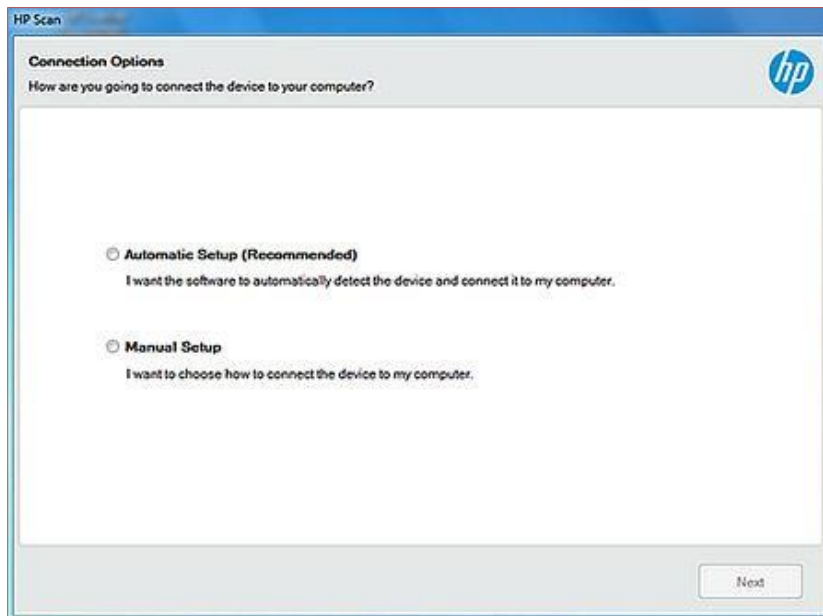 HP Scan
Connection Options
How are you going to connect the device to your computer?
hp
Automatic Setup (Recommended)
I want the software to automatically detect the device and connect it to my computer.
Manual Setup
I want to choose how to connect the device to my computer.
Next